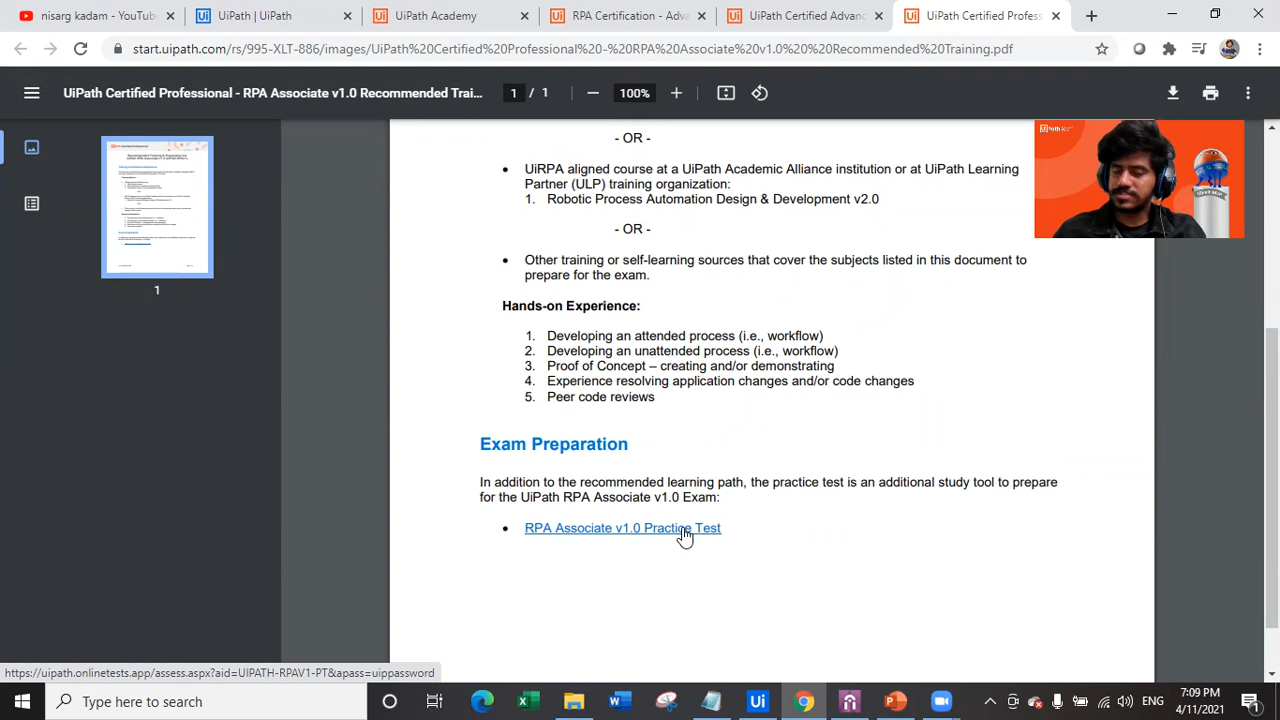 nisarg kadam - YouTu
UiPath | UiPath
UiPath Academy
RPA Certification - Adva
UiPath Certified Advanc
UiPath Certified Profess
start.uipath.com/rs/995-XLT-886/images/UiPath%20Certified%20Professional%20-%20RPA%20Associate%20v1.0%20%20Recommended%20Training.pdf
UiPath Certified Professional - RPA Associate v1.0 Recommended Trai...
1 / 1
100%
- OR -
• UiRPA aligned course at a UiPath Academic Alliance institution or at UiPath Learning
Partner (ULP) training organization:
1. Robotic Process Automation Design & Development v2.0
- OR -
• Other training or self-learning sources that cover the subjects listed in this document to
prepare for the exam.
Hands-on Experience:
1. Developing an attended process (i.e., workflow)
2. Developing an unattended process (i.e., workflow)
3. Proof of Concept – creating and/or demonstrating
4. Experience resolving application changes and/or code changes
5. Peer code reviews
Exam Preparation
In addition to the recommended learning path, the practice test is an additional study tool to prepare
for the UiPath RPA Associate v1.0 Exam:
• RPA Associate v1.0 Practice Test
1
https://uipath.onlinetests.app/assess.aspx?aid=UIPATH-RPAV1-PT&apass=uippassword
Type here to search
ENG
7:09 PM
4/11/2021